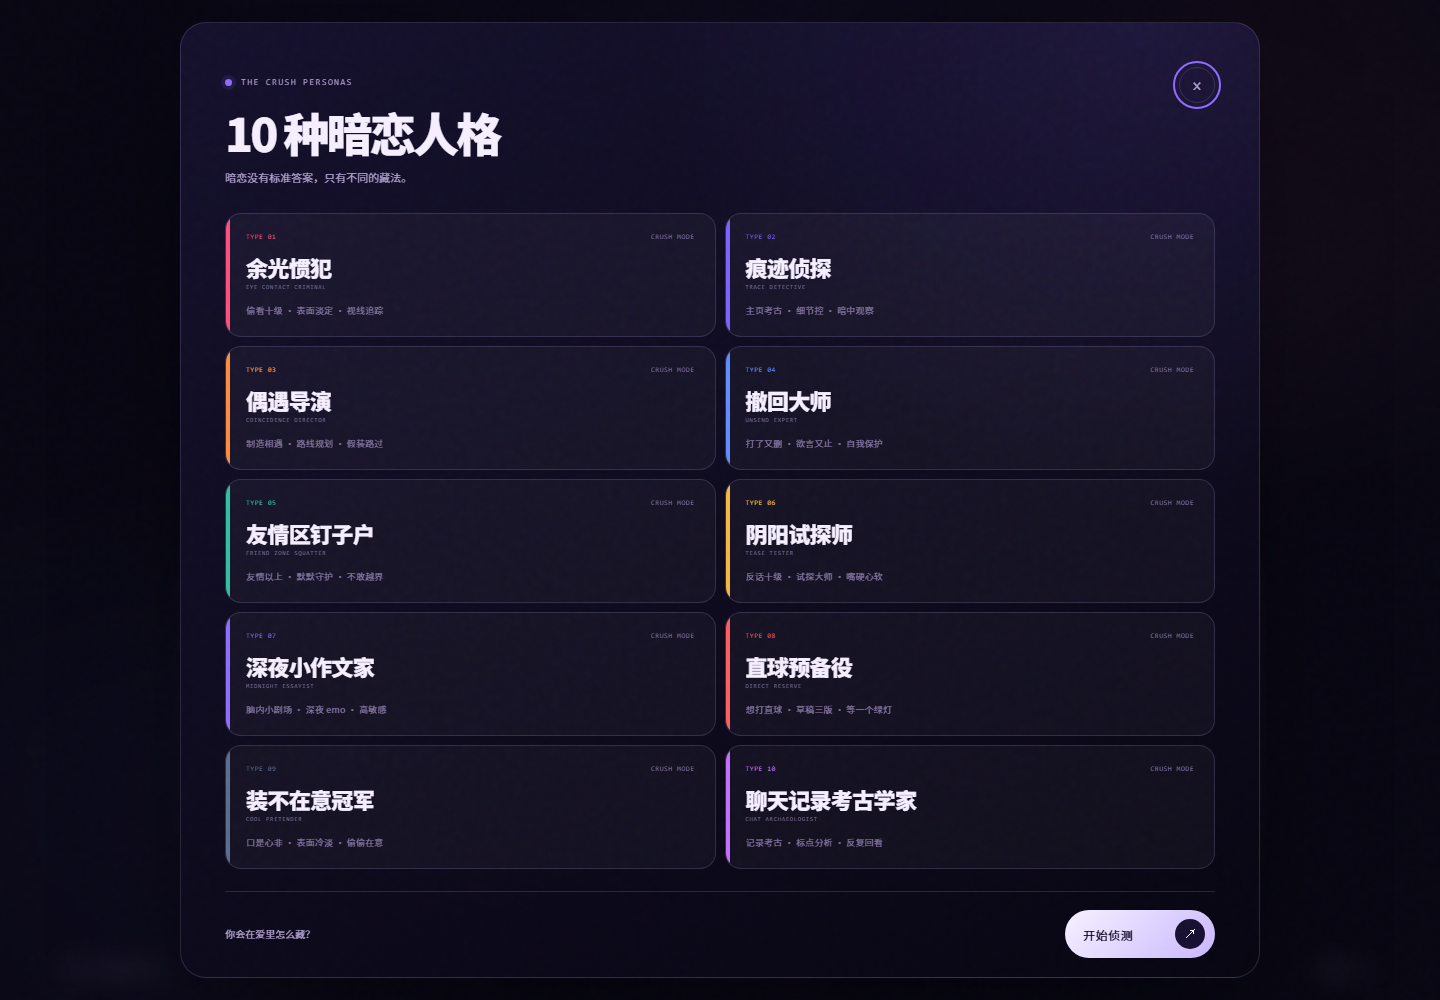 THE CRUSH PERSONAS
×
10 种暗恋人格
暗恋没有标准答案，只有不同的藏法。
TYPE 01 CRUSH MODE
余光惯犯
EYE CONTACT CRIMINAL
偷看十级 · 表面淡定 · 视线追踪
TYPE 02 CRUSH MODE
痕迹侦探
TRACE DETECTIVE
主页考古 · 细节控 · 暗中观察
TYPE 03 CRUSH MODE
偶遇导演
COINCIDENCE DIRECTOR
制造相遇 · 路线规划 · 假装路过
TYPE 04 CRUSH MODE
撤回大师
UNSEND EXPERT
打了又删 · 欲言又止 · 自我保护
TYPE 05 CRUSH MODE
友情区钉子户
FRIEND ZONE SQUATTER
友情以上 · 默默守护 · 不敢越界
TYPE 06 CRUSH MODE
阴阳试探师
TEASE TESTER
反话十级 · 试探大师 · 嘴硬心软
TYPE 07 CRUSH MODE
深夜小作文家
MIDNIGHT ESSAYIST
脑内小剧场 · 深夜 emo · 高敏感
TYPE 08 CRUSH MODE
直球预备役
DIRECT RESERVE
想打直球 · 草稿三版 · 等一个绿灯
TYPE 09 CRUSH MODE
装不在意冠军
COOL PRETENDER
口是心非 · 表面冷淡 · 偷偷在意
TYPE 10 CRUSH MODE
聊天记录考古学家
CHAT ARCHAEOLOGIST
记录考古 · 标点分析 · 反复回看
你会在爱里怎么藏？
开始侦测 ↗